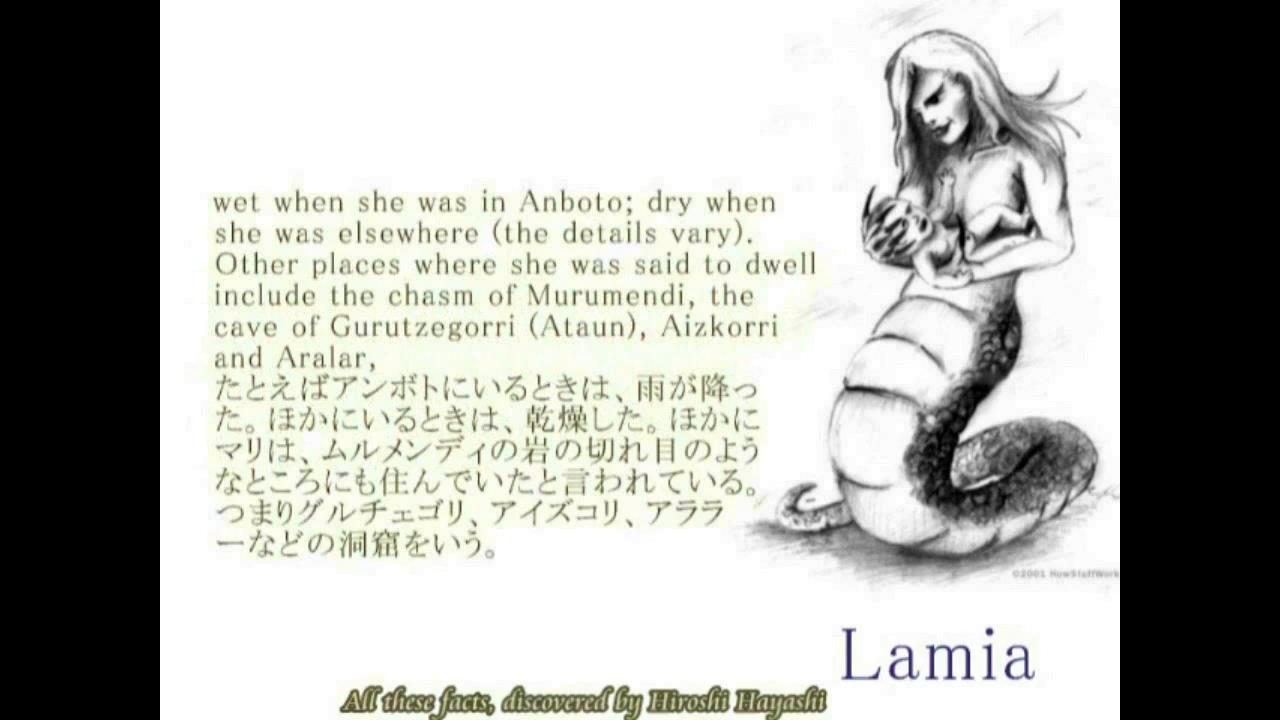 wet when she was in Anboto; dry when
she was elsewhere (the details vary).
Other places where she was said to dwell
include the chasm of Murumendi, the
cave of Gurutzegorri (Ataun), Aizkorri
and Aralar,
たとえばアンボトにいるときは、雨が降っ
た。ほかにいるときは、乾燥した。ほかに
マリは、ムルメンディの岩の切れ目のよう
なところにも住んでいたと言われている。
つまりグルチェゴリ、アイズコリ、アララ
ーなどの洞窟をいう。
©2001 HowStuffWork
Lamia
All these facts, discovered by Hiroshi Hayashi